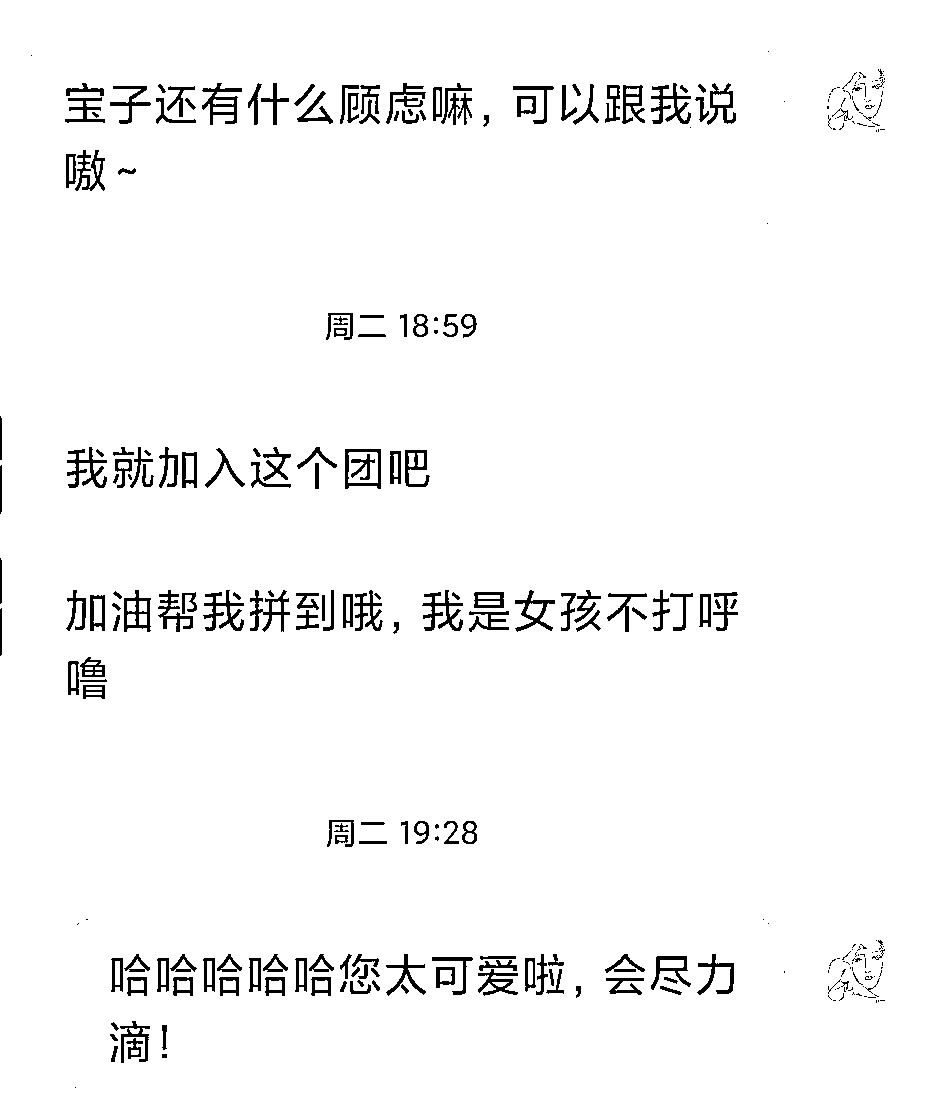 宝子还有什么顾虑嘛，可以跟我说
嗷~
周二 18:59
我就加入这个团吧
加油帮我拼到哦，我是女孩不打呼
噜
周二 19:28
哈哈哈哈哈您太可爱啦，会尽力
滴！